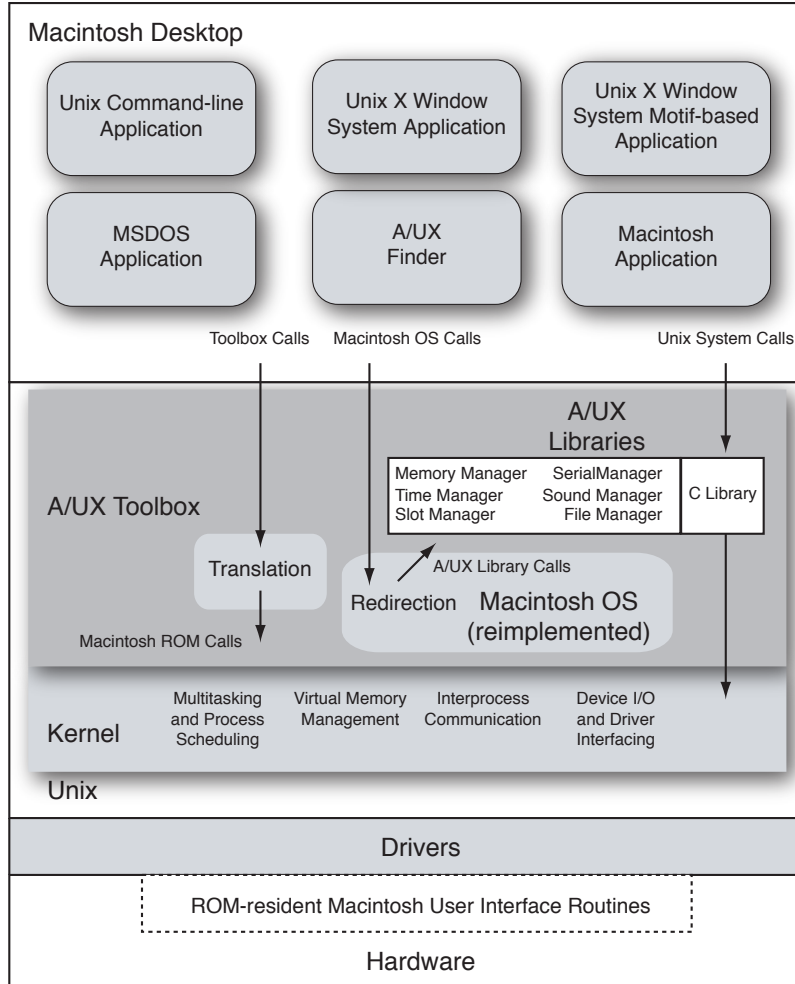 Macintosh Desktop
Unix Command-line
Application
Unix X Window
System Application
Unix X Window
System Motif-based
Application
MSDOS
Application
A/UX
Finder
Macintosh
Application
Toolbox Calls
Macintosh OS Calls
Unix System Calls
A/UX
Libraries
Memory Manager
Time Manager
Slot Manager
SerialManager
Sound Manager
File Manager
C Library
A/UX Toolbox
Translation
A/UX Library Calls
Redirection
Macintosh OS
(reimplemented)
Macintosh ROM Calls
Kernel
Multitasking
and Process
Scheduling
Virtual Memory
Management
Interprocess
Communication
Device I/O
and Driver
Interfacing
Unix
Drivers
ROM-resident Macintosh User Interface Routines
Hardware